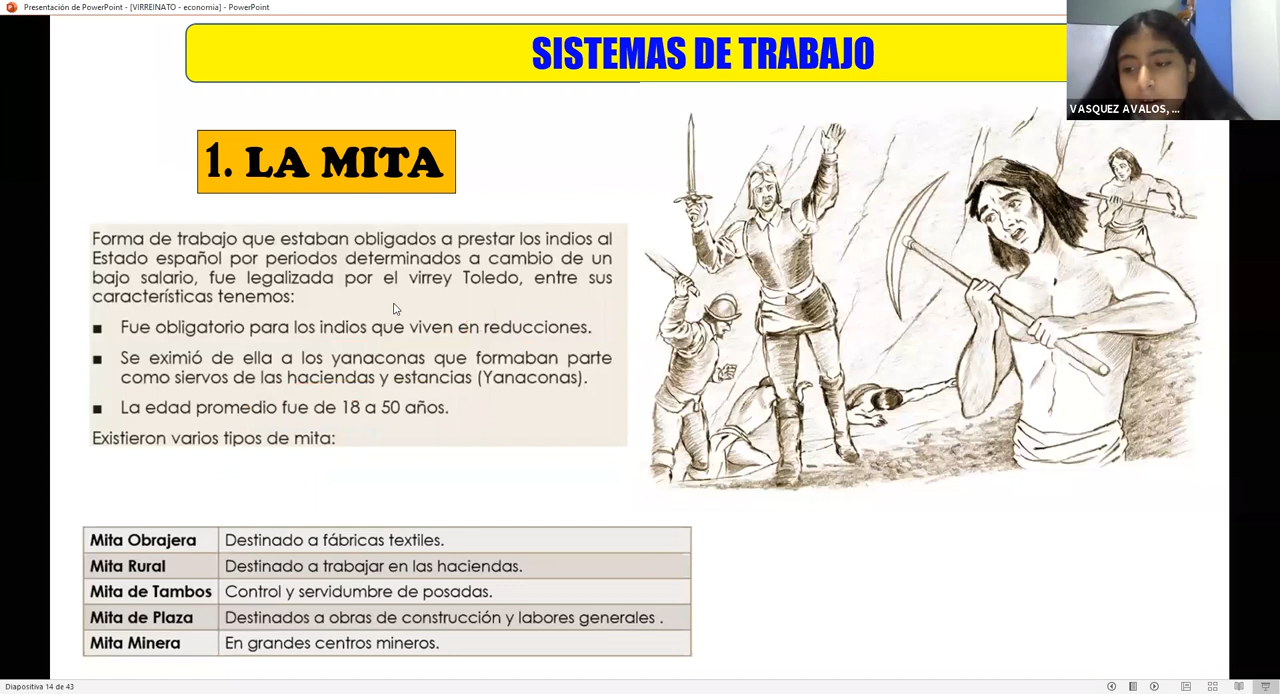 Presentación de PowerPoint - [VIRREINATO - economia] - PowerPoint
SISTEMAS DE TRABAJO
VASQUEZ AVALOS, ...
1. LA MITA
Forma de trabajo que estaban obligados a prestar los indios al
Estado español por periodos determinados a cambio de un
bajo salario, fue legalizada por el virrey Toledo, entre sus
características tenemos:
▪ Fue obligatorio para los indios que viven en reducciones.
▪ Se eximió de ella a los yanaconas que formaban parte
como siervos de las haciendas y estancias (Yanaconas).
▪ La edad promedio fue de 18 a 50 años.
Existieron varios tipos de mita:
Mita Obrajera Destinado a fábricas textiles.
Mita Rural Destinado a trabajar en las haciendas.
Mita de Tambos Control y servidumbre de posadas.
Mita de Plaza Destinados a obras de construcción y labores generales .
Mita Minera En grandes centros mineros.
Diapositiva 14 de 43